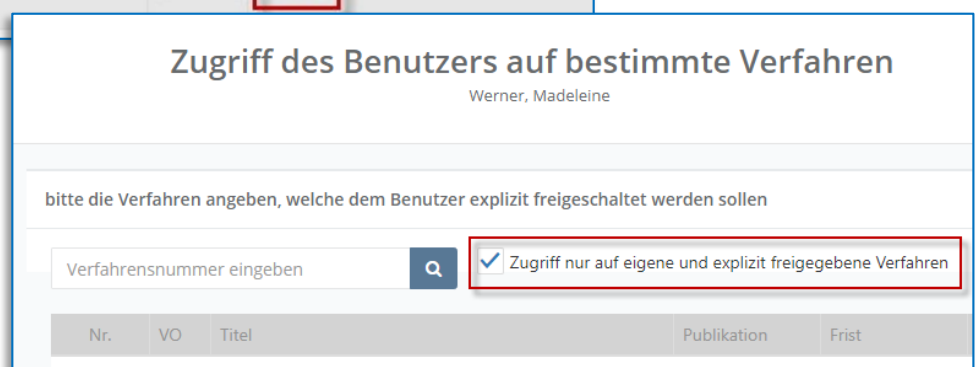 Zugriff des Benutzers auf bestimmte Verfahren
Werner, Madeleine
bitte die Verfahren angeben, welche dem Benutzer explizit freigeschaltet werden sollen
Verfahrensnummer eingeben
Zugriff nur auf eigene und explizit freigegebene Verfahren
Nr. VO Titel Publikation Frist